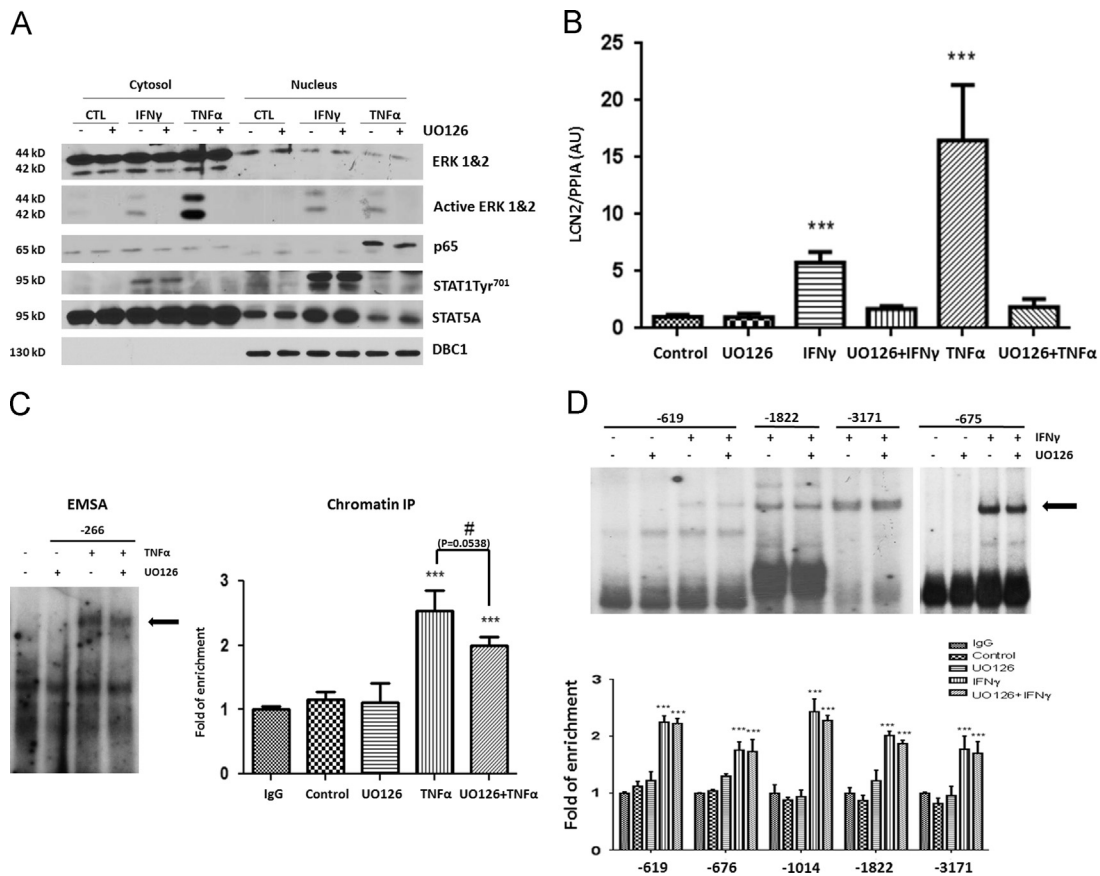 A
Cytosol Nucleus
CTL IFNγ TNFα CTL IFNγ TNFα
- + - + - + - + - + - + UO126
44 kD
42 kD
ERK 1&2
44 kD
42 kD
Active ERK 1&2
65 kD p65
95 kD STAT1Tyr701
95 kD STAT5A
130 kD DBC1
B
LCN2/PPIA (AU)
25
20
15
10
5
0
***
***
Control UO126 IFNγ UO126+IFNγ TNFα UO126+TNFα
C
EMSA
-266
- - + + TNFα
- + - + UO126
Chromatin IP
#
(P=0.0538)
***
***
Fold of enrichment
3
2
1
0
IgG Control UO126 TNFα UO126+TNFα
D
-619 -1822 -3171 -675
- - + + + + + + - - + + IFNγ
- + - + - + - + - + - + UO126
IgG
Control
UO126
IFNγ
UO126+IFNγ
Fold of enrichment
3
2
1
0
*** *** *** *** *** *** *** *** *** ***
-619 -676 -1014 -1822 -3171